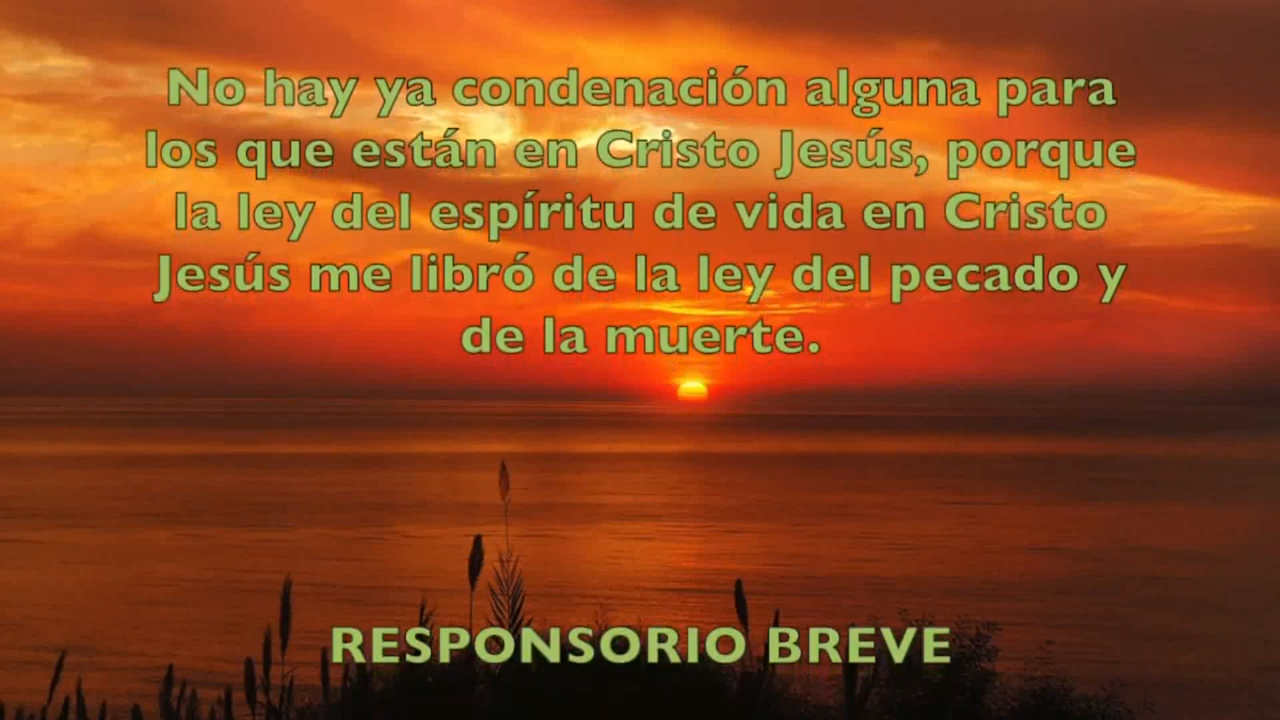 No hay ya condenación alguna para
los que están en Cristo Jesús, porque
la ley del espíritu de vida en Cristo
Jesús me libró de la ley del pecado y
de la muerte.
RESPONSORIO BREVE